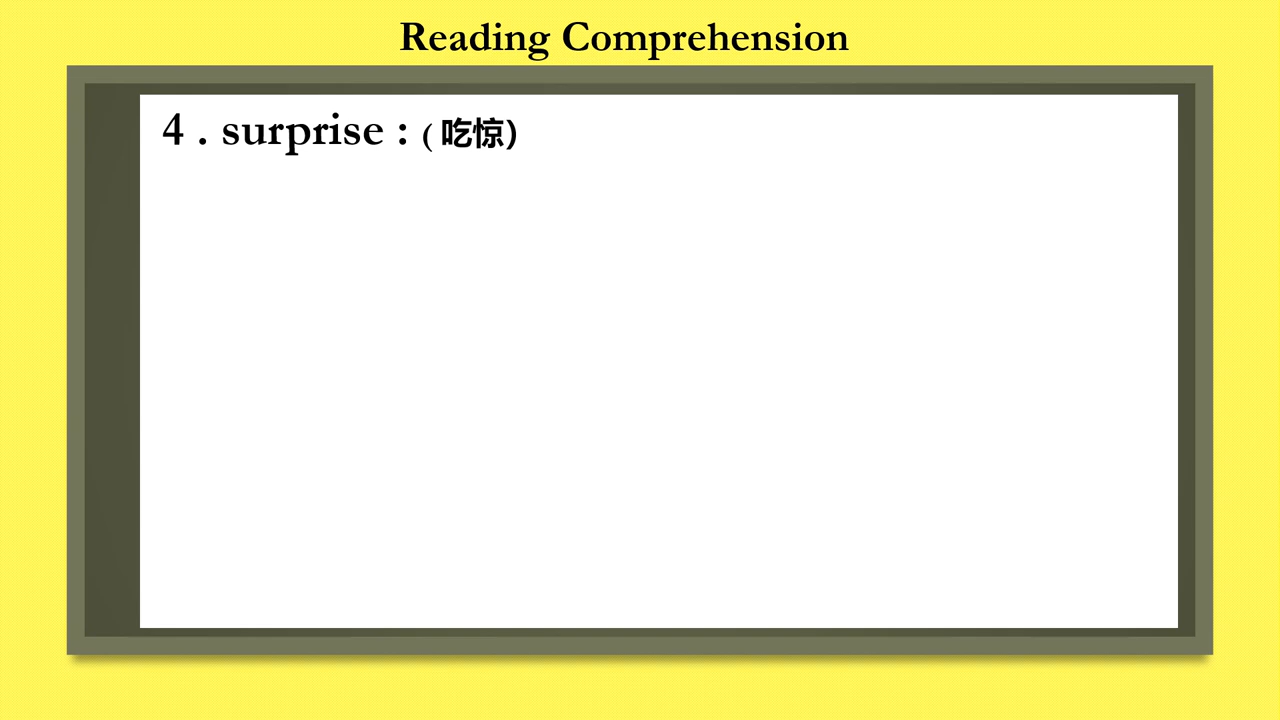 Reading Comprehension
4 . surprise : ( 吃惊）